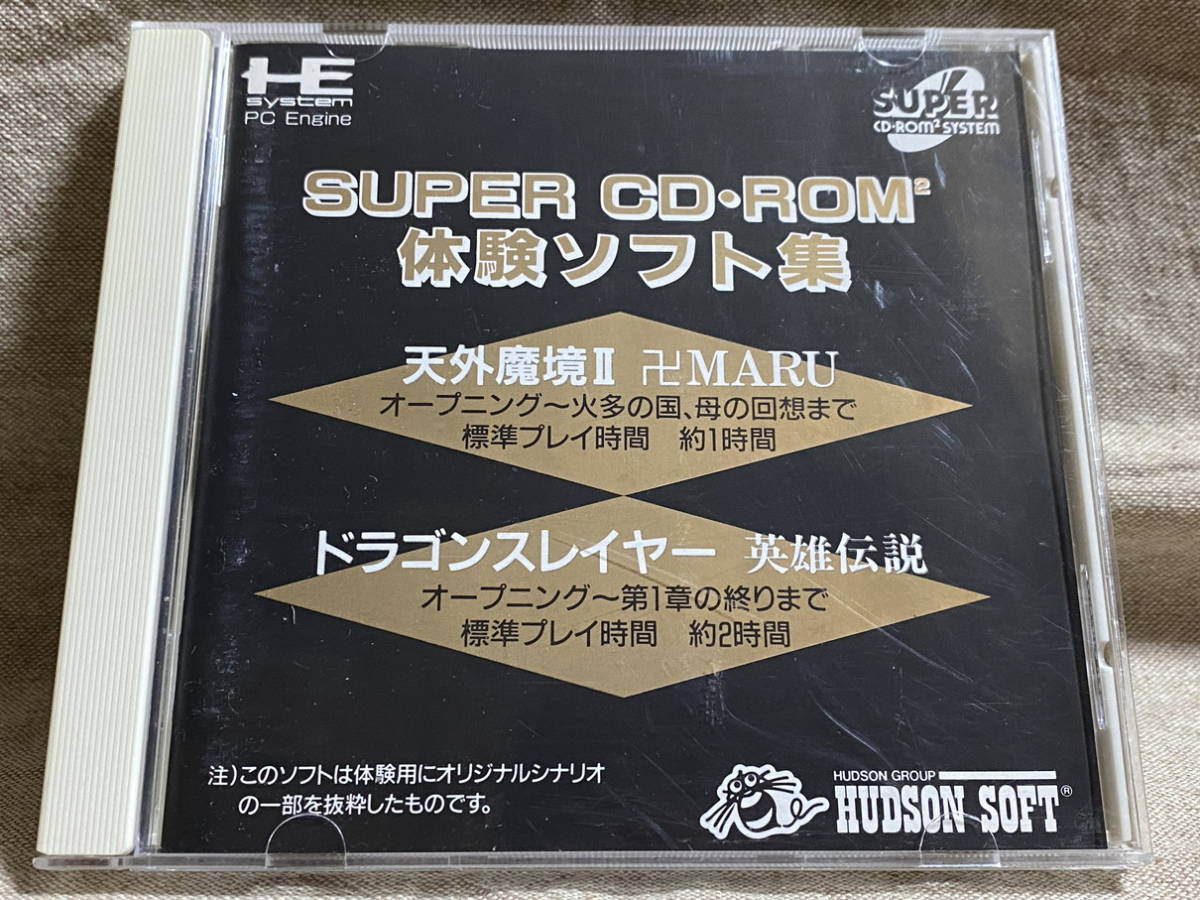 HE
system
PC Engine
SUPER
CD-ROM² SYSTEM
SUPER CD・ROM²
体験ソフト集
天外魔境Ⅱ 卍MARU
オープニング〜火多の国、母の回想まで
標準プレイ時間 約1時間
ドラゴンスレイヤー 英雄伝説
オープニング〜第1章の終りまで
標準プレイ時間 約2時間
注)このソフトは体験用にオリジナルシナリオ
の一部を抜粋したものです。
HUDSON GROUP
HUDSON SOFT®